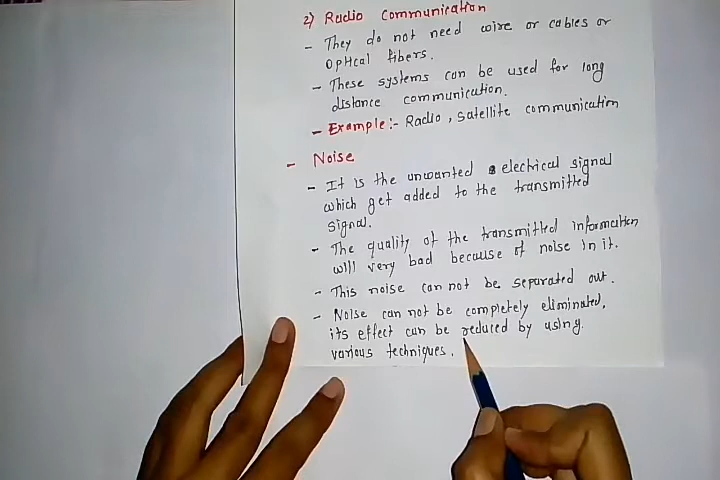 2) Radio Communication
- They do not need wire or cables or
optical fibers.
- These systems can be used for long
distance communication.
- Example:- Radio, satellite communication
- Noise
- It is the unwanted electrical signal
which get added to the transmitted
signal.
- The quality of the transmitted information
will very bad because of noise in it.
- This noise can not be separated out.
- Noise can not be completely eliminated,
its effect can be reduced by using
various techniques.